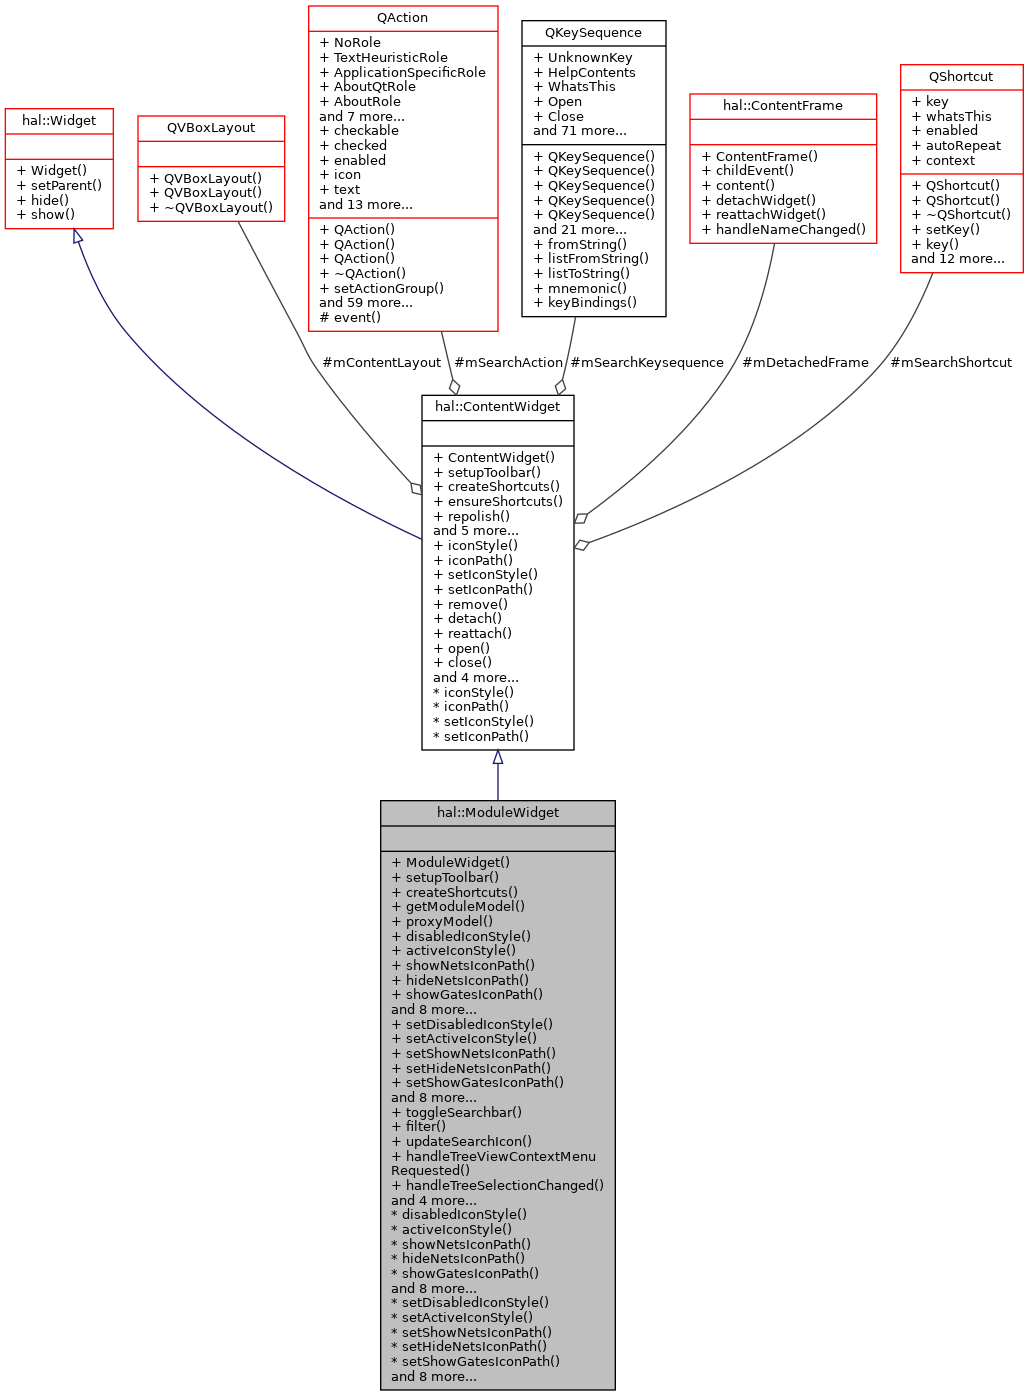 QAction
+ NoRole
+ TextHeuristicRole
+ ApplicationSpecificRole
+ AboutQtRole
+ AboutRole
and 7 more...
+ checkable
+ checked
+ enabled
+ icon
+ text
and 13 more...
+ QAction()
+ QAction()
+ QAction()
+ ~QAction()
+ setActionGroup()
and 59 more...
# event()
QKeySequence
+ UnknownKey
+ HelpContents
+ WhatsThis
+ Open
+ Close
and 71 more...
+ QKeySequence()
+ QKeySequence()
+ QKeySequence()
+ QKeySequence()
+ QKeySequence()
and 21 more...
+ fromString()
+ listFromString()
+ listToString()
+ mnemonic()
+ keyBindings()
hal::Widget
+ Widget()
+ setParent()
+ hide()
+ show()
QVBoxLayout
+ QVBoxLayout()
+ QVBoxLayout()
+ ~QVBoxLayout()
hal::ContentFrame
+ ContentFrame()
+ childEvent()
+ content()
+ detachWidget()
+ reattachWidget()
+ handleNameChanged()
QShortcut
+ key
+ whatsThis
+ enabled
+ autoRepeat
+ context
+ QShortcut()
+ QShortcut()
+ ~QShortcut()
+ setKey()
+ key()
and 12 more...
#mContentLayout
#mSearchAction
#mSearchKeysequence
#mDetachedFrame
#mSearchShortcut
hal::ContentWidget
+ ContentWidget()
+ setupToolbar()
+ createShortcuts()
+ ensureShortcuts()
+ repolish()
and 5 more...
+ iconStyle()
+ iconPath()
+ setIconStyle()
+ setIconPath()
+ remove()
+ detach()
+ reattach()
+ open()
+ close()
and 4 more...
* iconStyle()
* iconPath()
* setIconStyle()
* setIconPath()
hal::ModuleWidget
+ ModuleWidget()
+ setupToolbar()
+ createShortcuts()
+ getModuleModel()
+ proxyModel()
+ disabledIconStyle()
+ activeIconStyle()
+ showNetsIconPath()
+ hideNetsIconPath()
+ showGatesIconPath()
and 8 more...
+ setDisabledIconStyle()
+ setActiveIconStyle()
+ setShowNetsIconPath()
+ setHideNetsIconPath()
+ setShowGatesIconPath()
and 8 more...
+ toggleSearchbar()
+ filter()
+ updateSearchIcon()
+ handleTreeViewContextMenu
Requested()
+ handleTreeSelectionChanged()
and 4 more...
* disabledIconStyle()
* activeIconStyle()
* showNetsIconPath()
* hideNetsIconPath()
* showGatesIconPath()
and 8 more...
* setDisabledIconStyle()
* setActiveIconStyle()
* setShowNetsIconPath()
* setHideNetsIconPath()
* setShowGatesIconPath()
and 8 more...